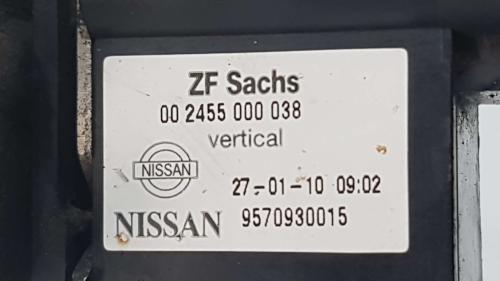 ZF Sachs
00 2455 000 038
vertical
NISSAN
27-01-10 09:02
NISSAN 9570930015